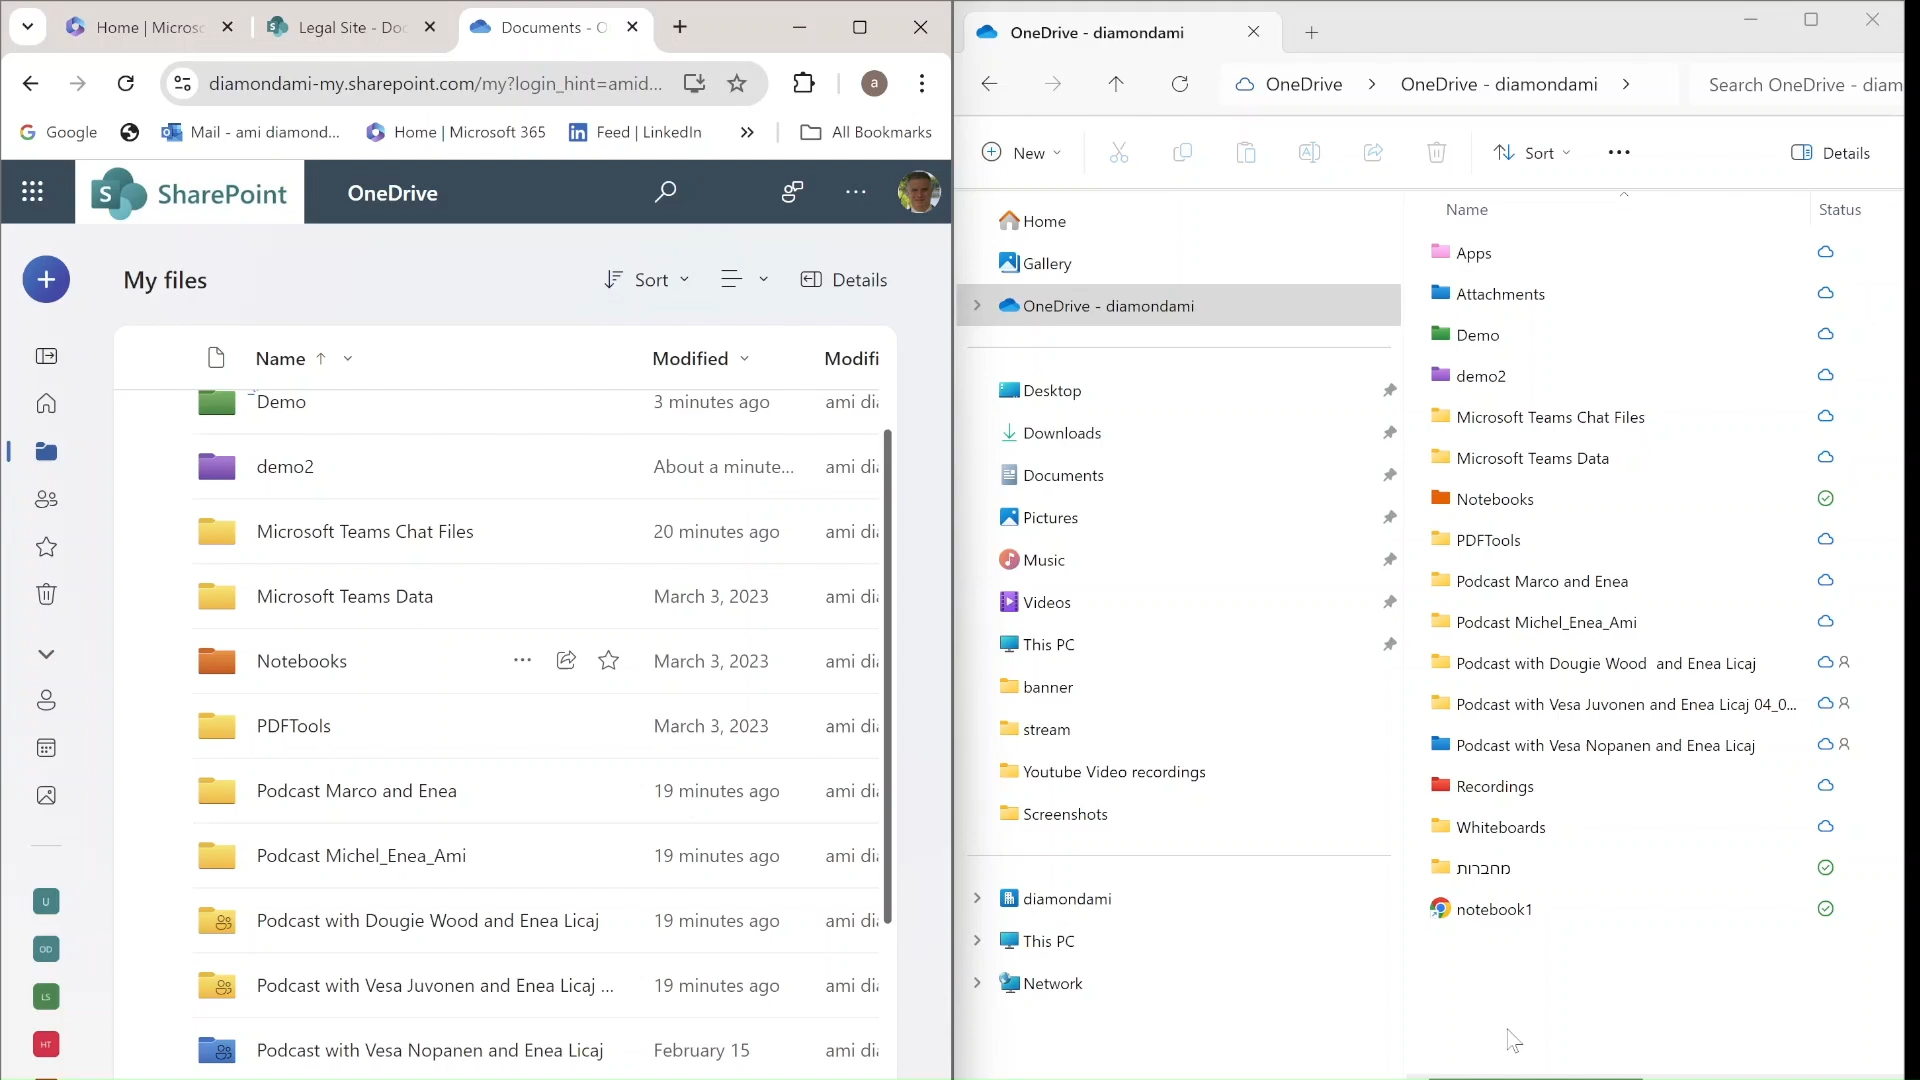 Home | Microsc
Legal Site - Doc
Documents - O
diamondami-my.sharepoint.com/my?login_hint=amid...
a
Google
Mail - ami diamond...
Home | Microsoft 365
Feed | LinkedIn
All Bookmarks
SharePoint
OneDrive
My files
Sort
Details
Name
Modified
Modifi
Demo
3 minutes ago
ami di
demo2
About a minute...
ami di
Microsoft Teams Chat Files
20 minutes ago
ami di
Microsoft Teams Data
March 3, 2023
ami di
Notebooks
March 3, 2023
ami di
PDFTools
March 3, 2023
ami di
Podcast Marco and Enea
19 minutes ago
ami di
Podcast Michel_Enea_Ami
19 minutes ago
ami di
Podcast with Dougie Wood and Enea Licaj
19 minutes ago
ami di
Podcast with Vesa Juvonen and Enea Licaj ...
19 minutes ago
ami di
Podcast with Vesa Nopanen and Enea Licaj
February 15
ami di
U
OD
LS
HT
OneDrive - diamondami
OneDrive
OneDrive - diamondami
Search OneDrive - diam
New
Sort
Details
Home
Gallery
OneDrive - diamondami
Desktop
Downloads
Documents
Pictures
Music
Videos
This PC
banner
stream
Youtube Video recordings
Screenshots
diamondami
This PC
Network
Name
Status
Apps
Attachments
Demo
demo2
Microsoft Teams Chat Files
Microsoft Teams Data
Notebooks
PDFTools
Podcast Marco and Enea
Podcast Michel_Enea_Ami
Podcast with Dougie Wood  and Enea Licaj
Podcast with Vesa Juvonen and Enea Licaj 04_0...
Podcast with Vesa Nopanen and Enea Licaj
Recordings
Whiteboards
מחברות
notebook1